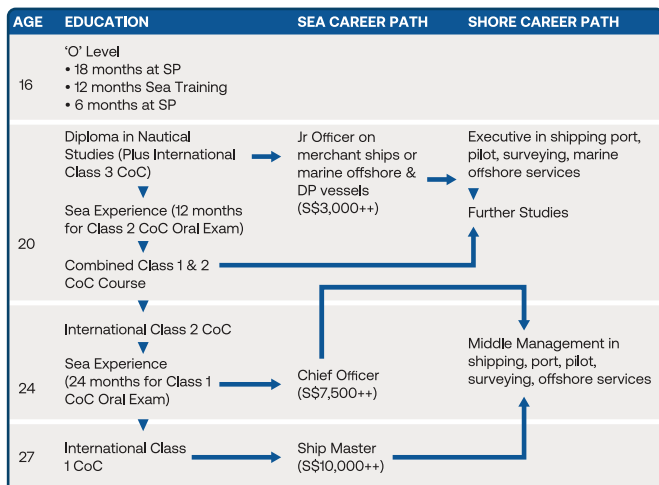 AGE EDUCATION SEA CAREER PATH SHORE CAREER PATH
16
‘O’ Level
• 18 months at SP
• 12 months Sea Training
• 6 months at SP
20
Diploma in Nautical
Studies (Plus International
Class 3 CoC)
Sea Experience (12 months
for Class 2 CoC Oral Exam)
Combined Class 1 & 2
CoC Course
Jr Officer on
merchant ships or
marine offshore &
DP vessels
(S$3,000++)
Executive in shipping port,
pilot, surveying, marine
offshore services
Further Studies
24
International Class 2 CoC
Sea Experience
(24 months for Class 1
CoC Oral Exam)
Chief Officer
(S$7,500++)
Middle Management in
shipping, port, pilot,
surveying, offshore services
27
International Class
1 CoC
Ship Master
(S$10,000++)